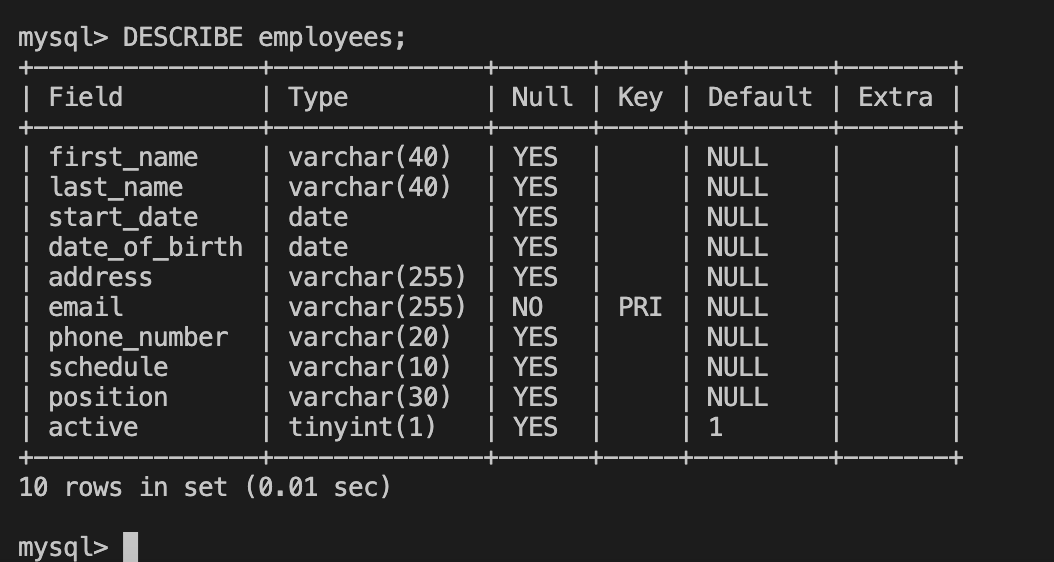 mysql> DESCRIBE employees;
+----------------+--------------+------+-----+---------+-------+
| Field          | Type         | Null | Key | Default | Extra |
+----------------+--------------+------+-----+---------+-------+
| first_name     | varchar(40)  | YES  |     | NULL    |       |
| last_name      | varchar(40)  | YES  |     | NULL    |       |
| start_date     | date         | YES  |     | NULL    |       |
| date_of_birth  | date         | YES  |     | NULL    |       |
| address        | varchar(255) | YES  |     | NULL    |       |
| email          | varchar(255) | NO   | PRI | NULL    |       |
| phone_number   | varchar(20)  | YES  |     | NULL    |       |
| schedule       | varchar(10)  | YES  |     | NULL    |       |
| position       | varchar(30)  | YES  |     | NULL    |       |
| active         | tinyint(1)   | YES  |     | 1       |       |
+----------------+--------------+------+-----+---------+-------+
10 rows in set (0.01 sec)
mysql>